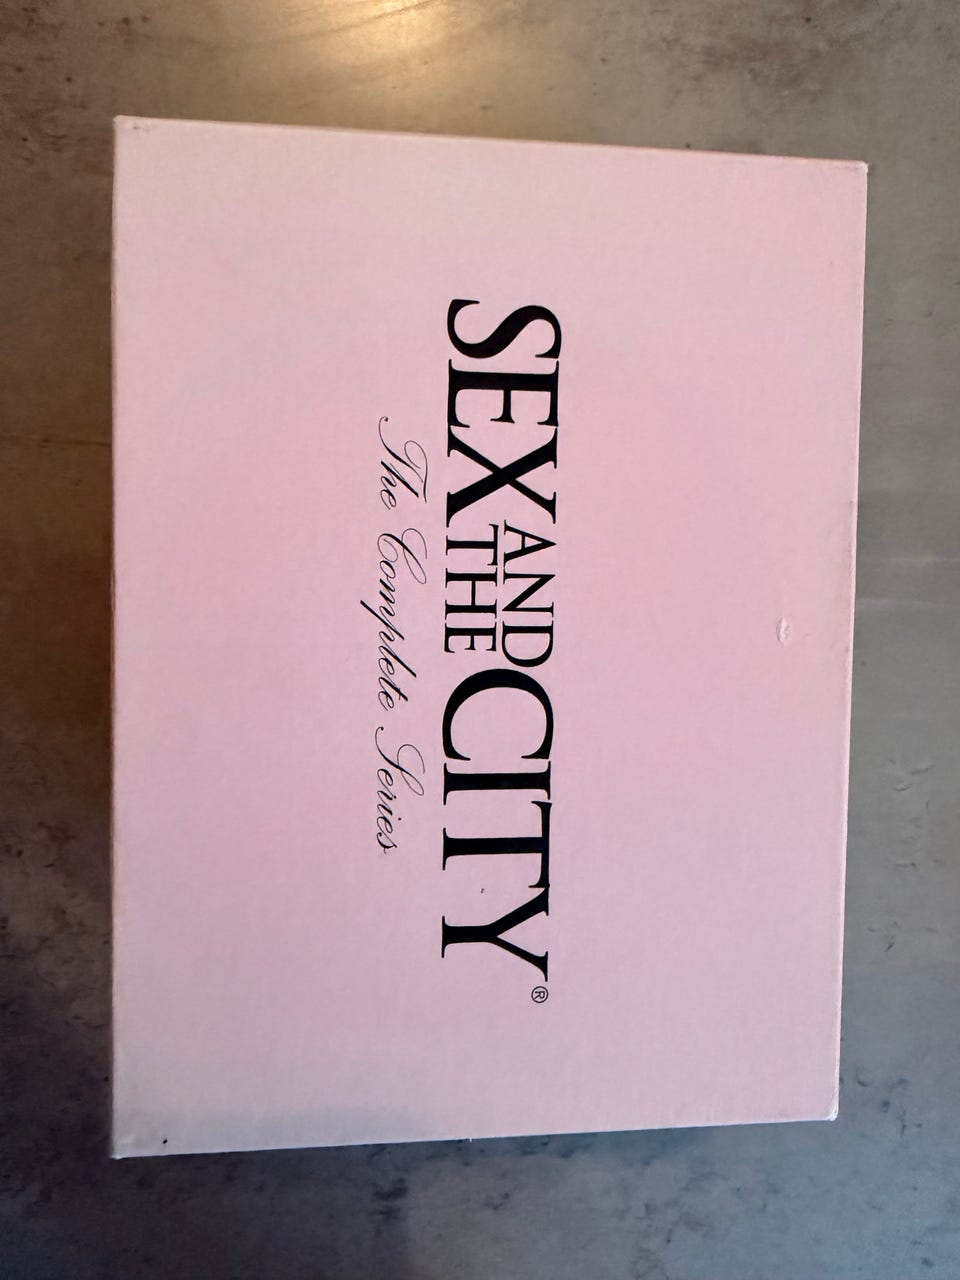 SEX AND THE CITY®
The Complete Series